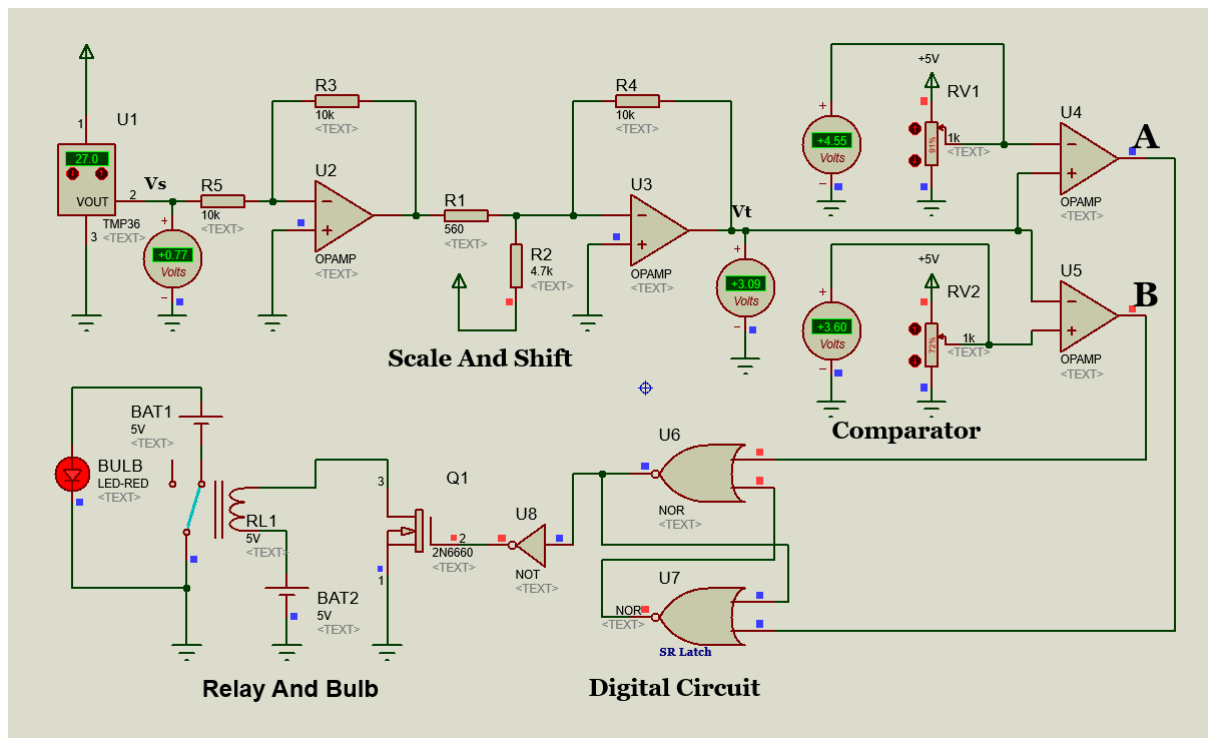 U1
1
27.0
VOUT
2
3
TMP36
<TEXT>
Vs
+
+0.77
Volts
−
R5
10k
<TEXT>
R3
10k
<TEXT>
U2
−
+
OPAMP
<TEXT>
R1
560
<TEXT>
R2
4.7k
<TEXT>
R4
10k
<TEXT>
U3
−
+
OPAMP
<TEXT>
Vt
+
+3.09
Volts
−
Scale And Shift
+
+4.55
Volts
−
+5V
RV1
91%
1k
<TEXT>
U4
−
+
OPAMP
<TEXT>
A
+
+3.60
Volts
−
+5V
RV2
72%
1k
<TEXT>
U5
−
+
OPAMP
<TEXT>
B
Comparator
BAT1
5V
<TEXT>
BULB
LED-RED
<TEXT>
RL1
5V
<TEXT>
BAT2
5V
<TEXT>
Relay And Bulb
Q1
3
2
1
2N6660
<TEXT>
U8
NOT
<TEXT>
U6
NOR
<TEXT>
U7
NOR
<TEXT>
SR Latch
Digital Circuit